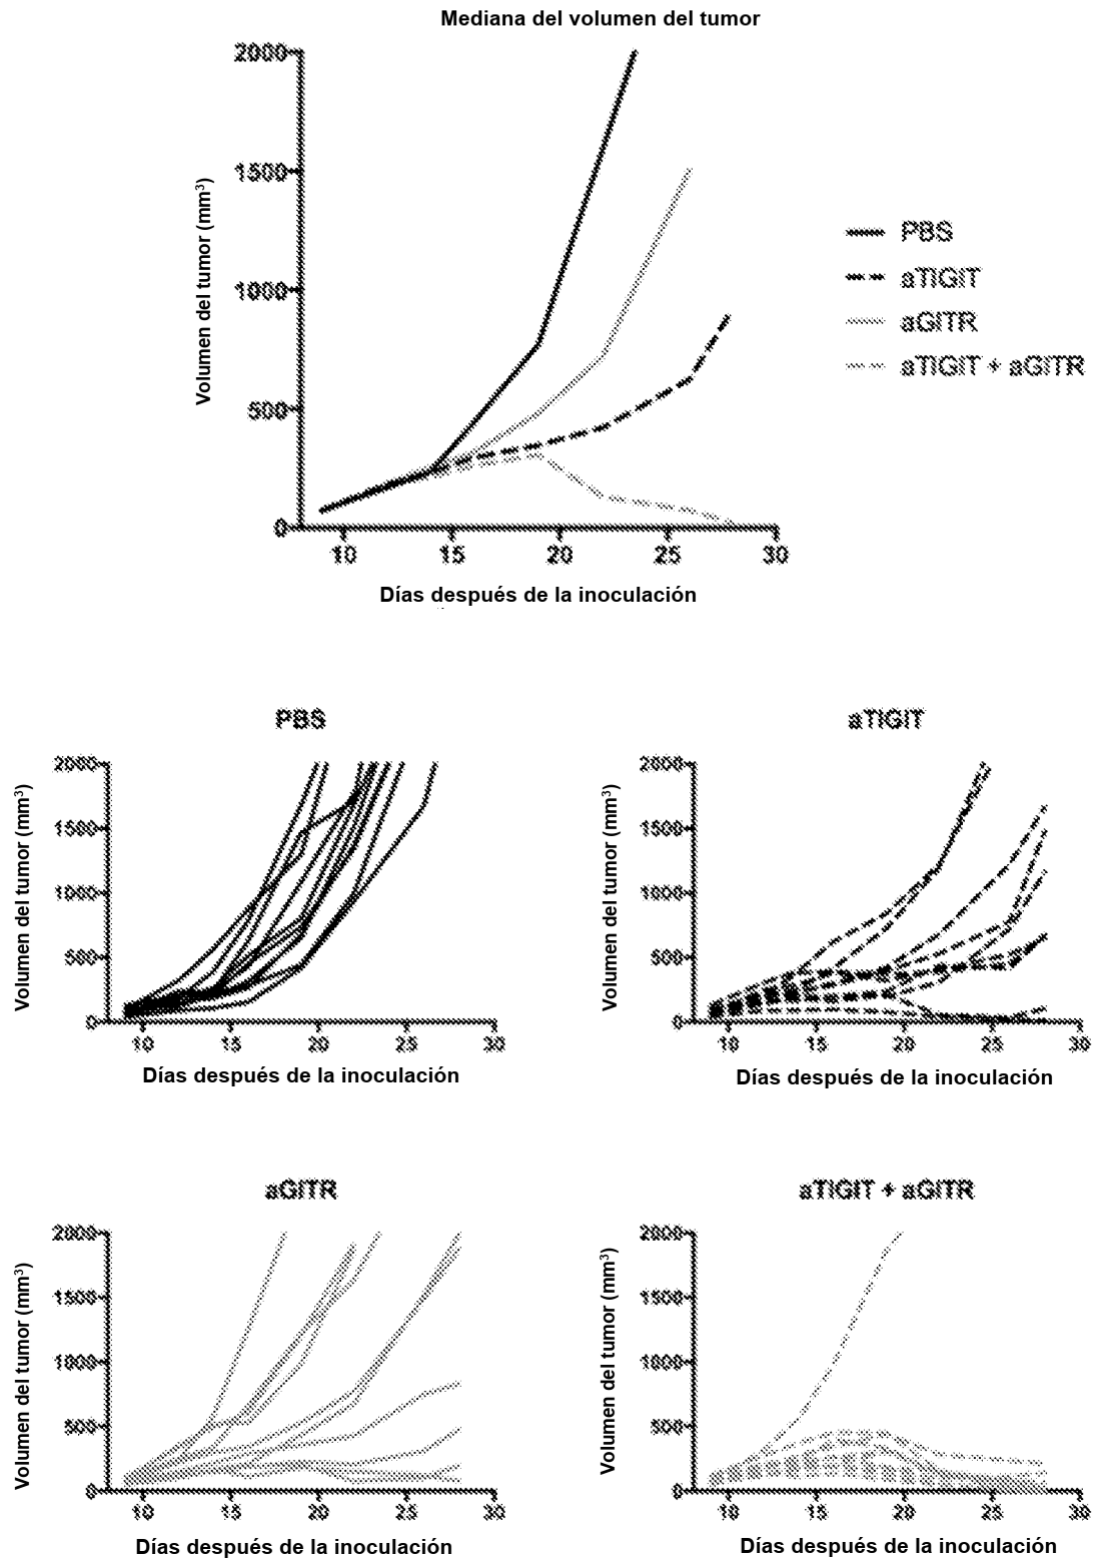 Mediana del volumen del tumor
Volumen del tumor (mm³)
2000
1500
1000
500
0
10 15 20 25 30
Días después de la inoculación
PBS
aTIGIT
aGITR
aTIGIT + aGITR
PBS
Volumen del tumor (mm³)
2000
1500
1000
500
0
10 15 20 25 30
Días después de la inoculación
aTIGIT
Volumen del tumor (mm³)
2000
1500
1000
500
0
10 15 20 25 30
Días después de la inoculación
aGITR
Volumen del tumor (mm³)
2000
1500
1000
500
0
10 15 20 25 30
Días después de la inoculación
aTIGIT + aGITR
Volumen del tumor (mm³)
2000
1500
1000
500
0
10 15 20 25 30
Días después de la inoculación